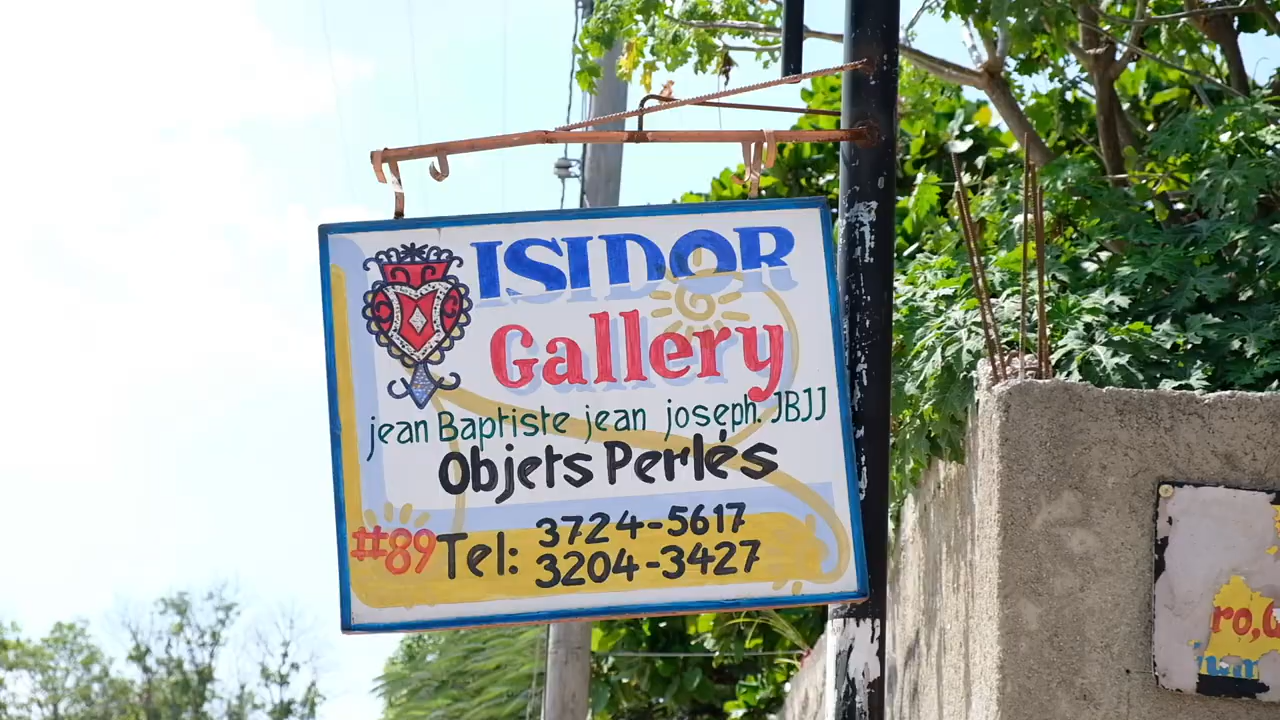 ISIDOR
Gallery
jean Baptiste jean joseph. JBJJ
Objets Perlés
#89 Tel: 3724-5617
3204-3427